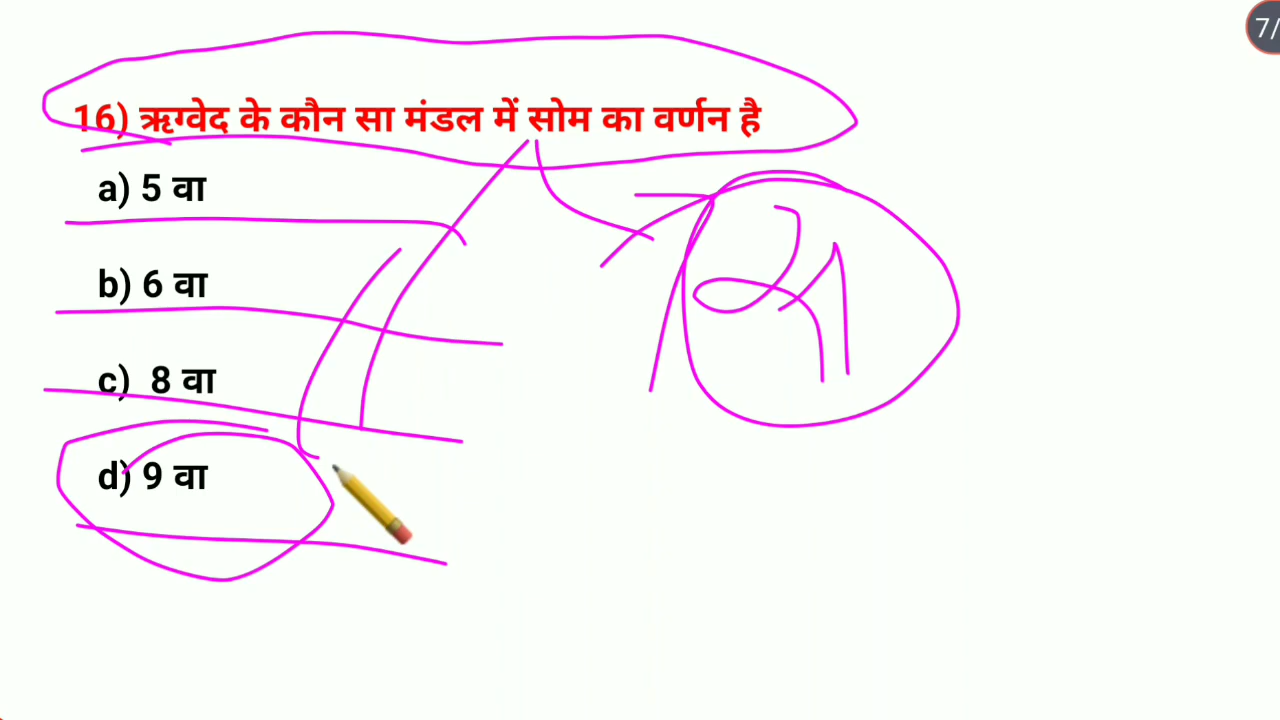 7/
16) ऋग्वेद के कौन सा मंडल में सोम का वर्णन है
a) 5 वा
b) 6 वा
c) 8 वा
d) 9 वा